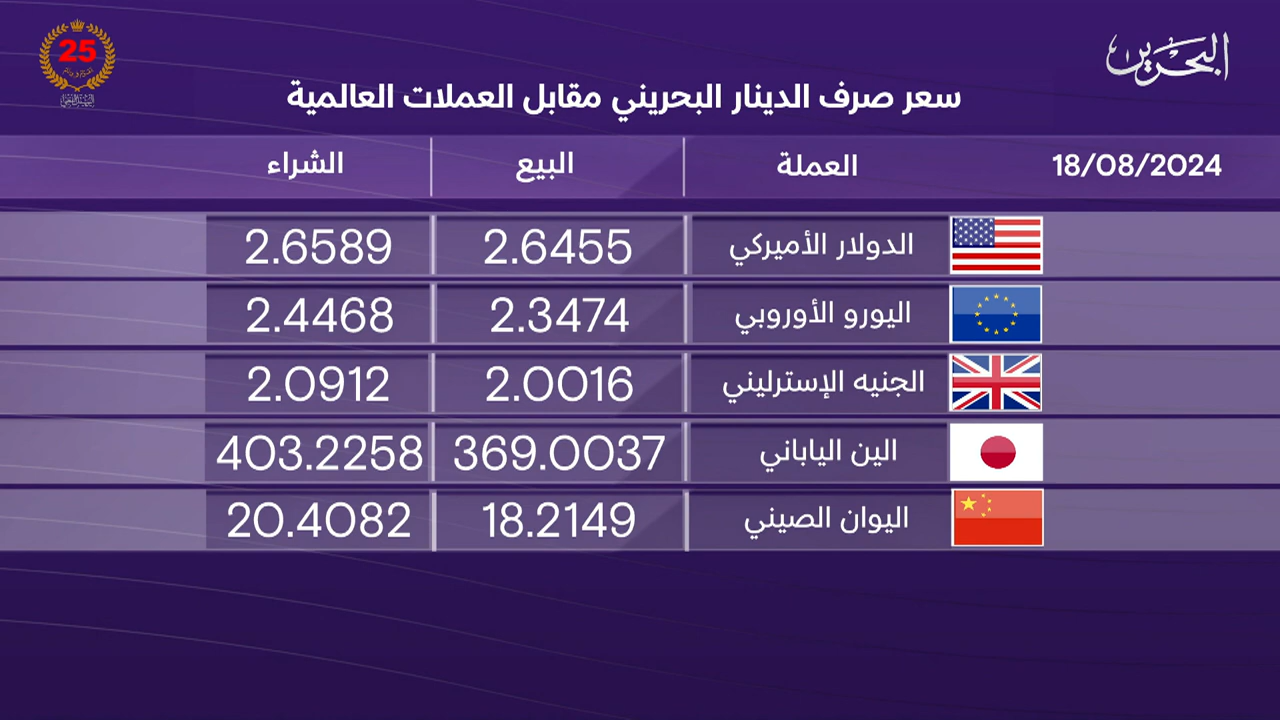 البحرين
25
سعر صرف الدينار البحريني مقابل العملات العالمية
18/08/2024 العملة البيع الشراء
الدولار الأميركي 2.6455 2.6589
اليورو الأوروبي 2.3474 2.4468
الجنيه الإسترليني 2.0016 2.0912
الين الياباني 369.0037 403.2258
اليوان الصيني 18.2149 20.4082